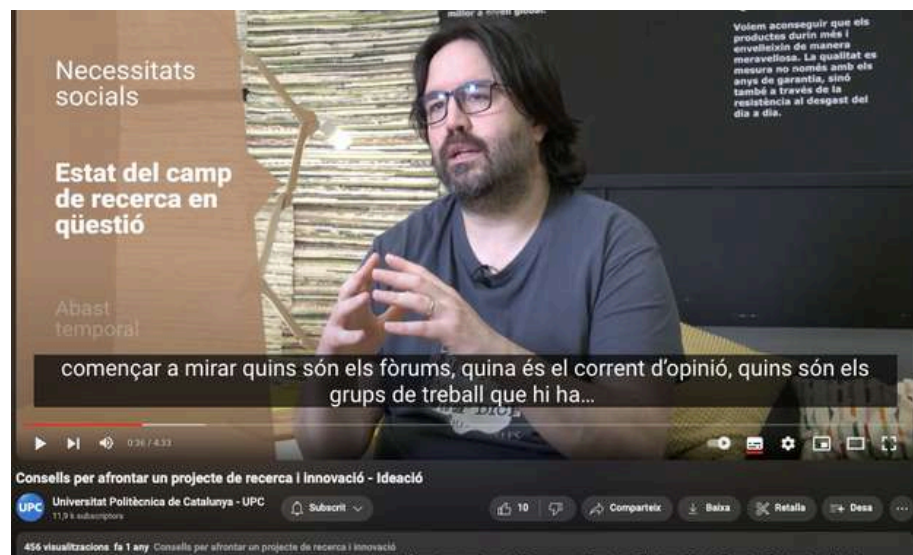 millor a nivell global.
Volem aconseguir que els
productes durin més i
envelleixin de manera
meravellosa. La qualitat es
mesura no només amb els
anys de garantia, sinó
també a través de la
resistència al desgast del
dia a dia.
Necessitats
socials
Estat del camp
de recerca en
qüestió
Abast
temporal
començar a mirar quins són els fòrums, quina és el corrent d'opinió, quins són els
grups de treball que hi ha...
0:36 / 4:33
Consells per afrontar un projecte de recerca i innovació - Ideació
UPC
Universitat Politècnica de Catalunya - UPC
11,9 k subscriptors
Subscrit
10
Comparteix
Baixa
Retalla
Desa
456 visualitzacions fa 1 any Consells per afrontar un projecte de recerca i innovació